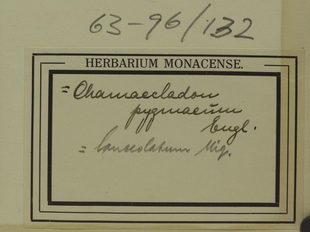 63-96/132
HERBARIUM MONACENSE.
= Chamaecladon
pygmaeum
Engl.
= lanceolatum Miq.